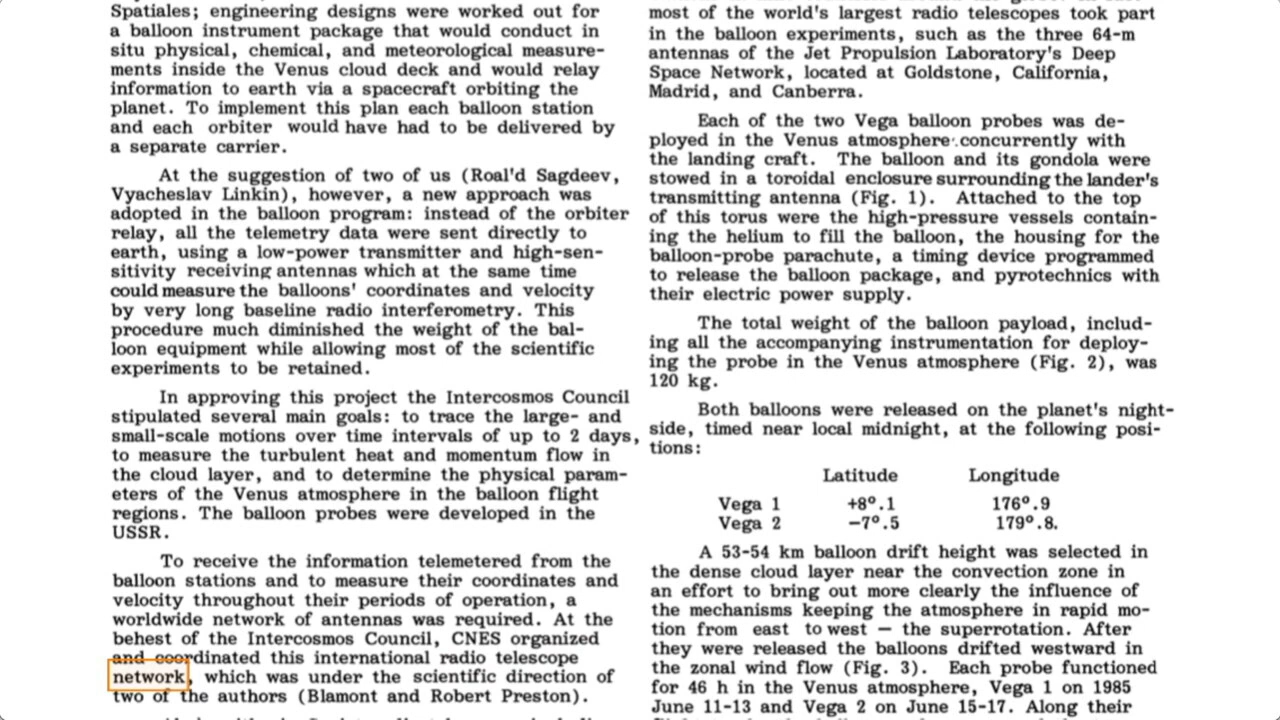 Spatiales; engineering designs were worked out for
a balloon instrument package that would conduct in
situ physical, chemical, and meteorological measure-
ments inside the Venus cloud deck and would relay
information to earth via a spacecraft orbiting the
planet. To implement this plan each balloon station
and each orbiter would have had to be delivered by
a separate carrier.
At the suggestion of two of us (Roal'd Sagdeev,
Vyacheslav Linkin), however, a new approach was
adopted in the balloon program: instead of the orbiter
relay, all the telemetry data were sent directly to
earth, using a low-power transmitter and high-sen-
sitivity receiving antennas which at the same time
could measure the balloons' coordinates and velocity
by very long baseline radio interferometry. This
procedure much diminished the weight of the bal-
loon equipment while allowing most of the scientific
experiments to be retained.
In approving this project the Intercosmos Council
stipulated several main goals: to trace the large- and
small-scale motions over time intervals of up to 2 days,
to measure the turbulent heat and momentum flow in
the cloud layer, and to determine the physical param-
eters of the Venus atmosphere in the balloon flight
regions. The balloon probes were developed in the
USSR.
To receive the information telemetered from the
balloon stations and to measure their coordinates and
velocity throughout their periods of operation, a
worldwide network of antennas was required. At the
behest of the Intercosmos Council, CNES organized
and coordinated this international radio telescope
network, which was under the scientific direction of
two of the authors (Blamont and Robert Preston).
most of the world's largest radio telescopes took part
in the balloon experiments, such as the three 64-m
antennas of the Jet Propulsion Laboratory's Deep
Space Network, located at Goldstone, California,
Madrid, and Canberra.
Each of the two Vega balloon probes was de-
ployed in the Venus atmosphere concurrently with
the landing craft. The balloon and its gondola were
stowed in a toroidal enclosure surrounding the lander's
transmitting antenna (Fig. 1). Attached to the top
of this torus were the high-pressure vessels contain-
ing the helium to fill the balloon, the housing for the
balloon-probe parachute, a timing device programmed
to release the balloon package, and pyrotechnics with
their electric power supply.
The total weight of the balloon payload, includ-
ing all the accompanying instrumentation for deploy-
ing the probe in the Venus atmosphere (Fig. 2), was
120 kg.
Both balloons were released on the planet's night-
side, timed near local midnight, at the following posi-
tions:
Latitude Longitude
Vega 1 +8°.1 176°.9
Vega 2 −7°.5 179°.8.
A 53-54 km balloon drift height was selected in
the dense cloud layer near the convection zone in
an effort to bring out more clearly the influence of
the mechanisms keeping the atmosphere in rapid mo-
tion from east to west — the superrotation. After
they were released the balloons drifted westward in
the zonal wind flow (Fig. 3). Each probe functioned
for 46 h in the Venus atmosphere, Vega 1 on 1985
June 11-13 and Vega 2 on June 15-17. Along their